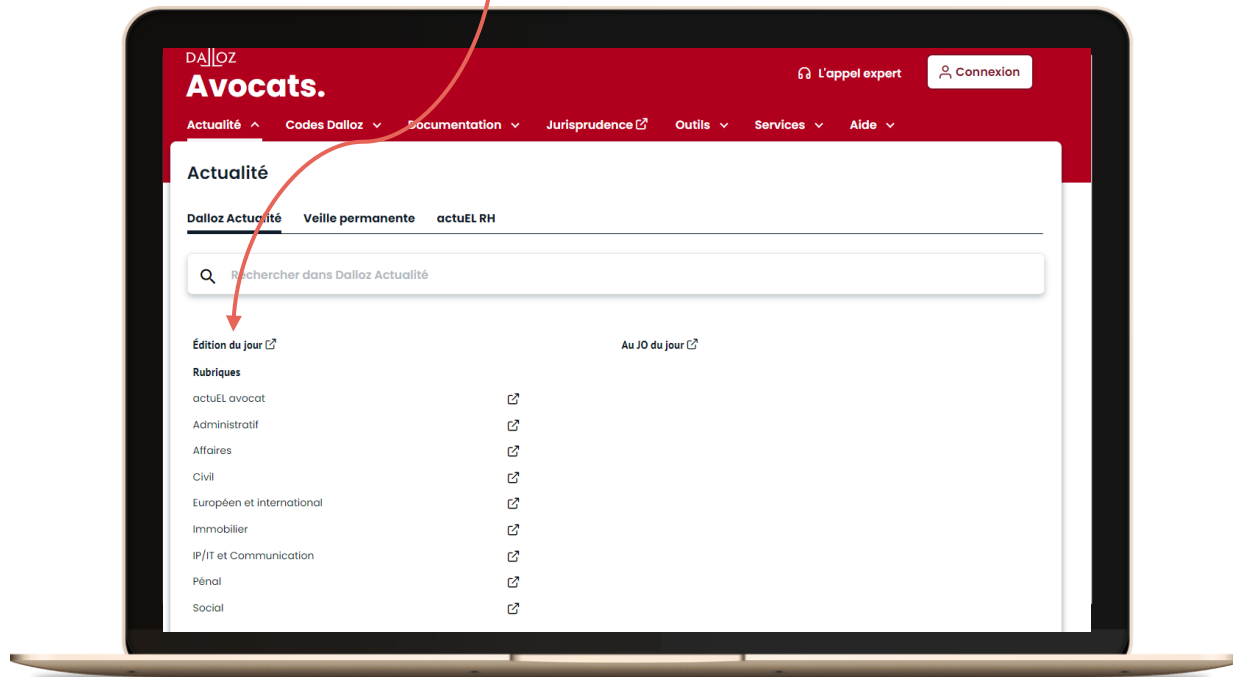 DALLOZ
Avocats.
L'appel expert
Connexion
Actualité Codes Dalloz Documentation Jurisprudence Outils Services Aide
Actualité
Dalloz Actualité Veille permanente actuEL RH
Rechercher dans Dalloz Actualité
Édition du jour
Au JO du jour
Rubriques
actuEL avocat
Administratif
Affaires
Civil
Européen et international
Immobilier
IP/IT et Communication
Pénal
Social